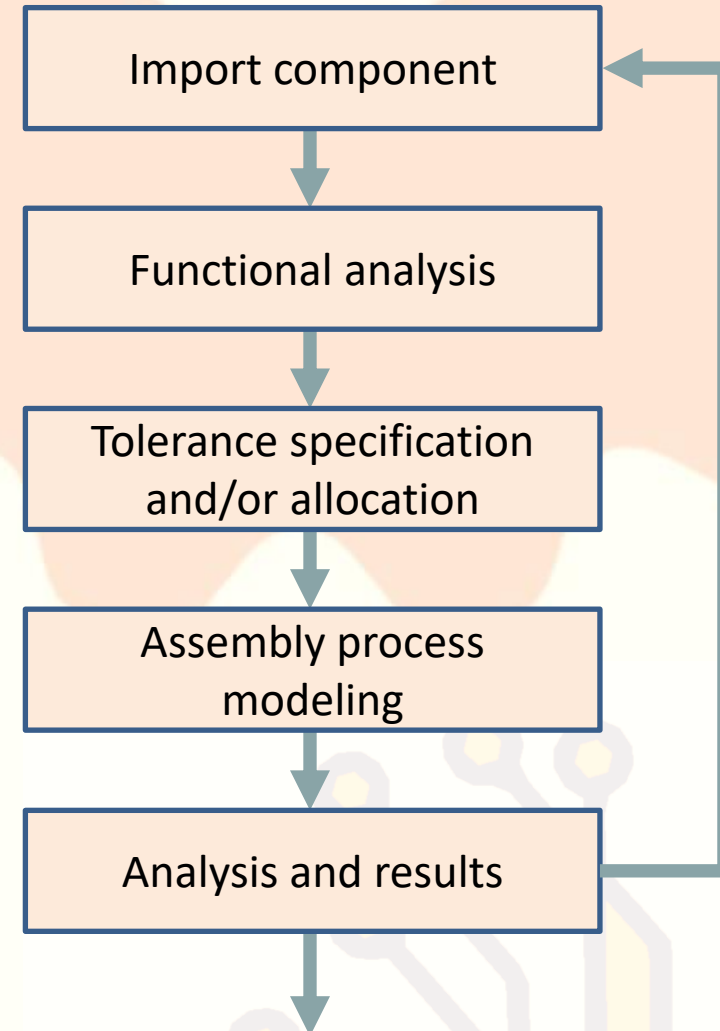 Import component
Functional analysis
Tolerance specification
and/or allocation
Assembly process
modeling
Analysis and results